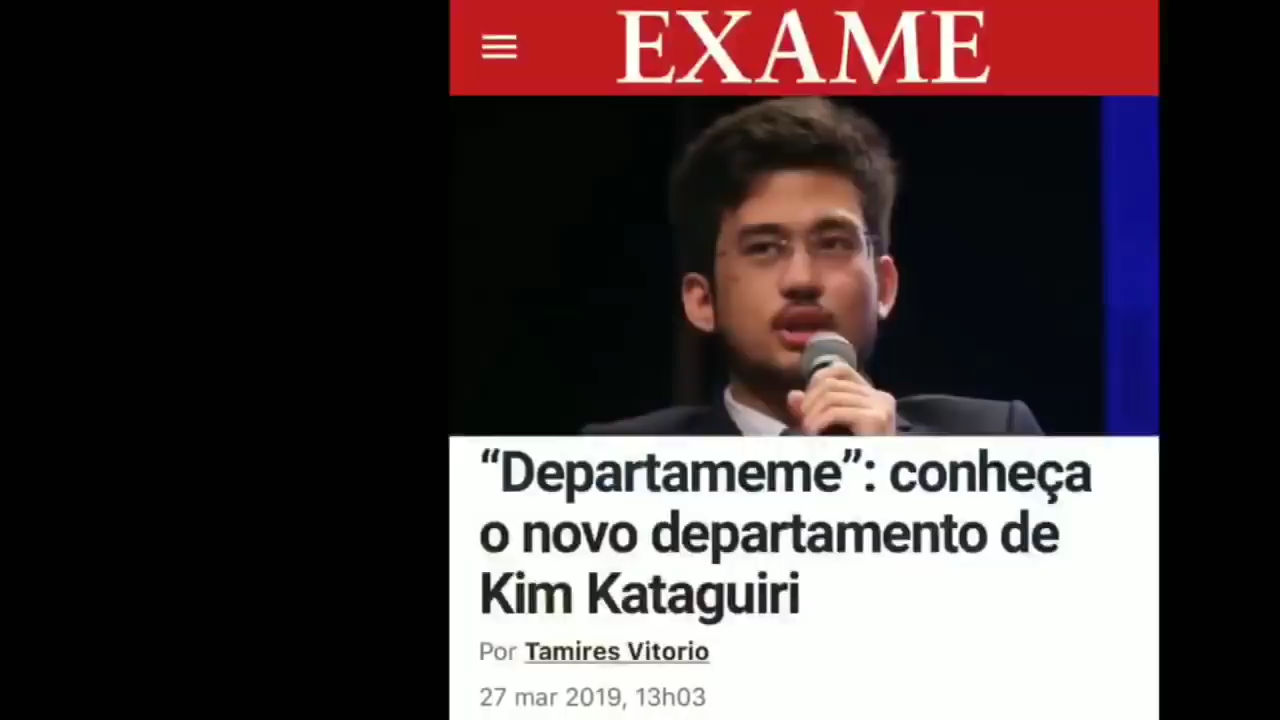 EXAME
“Departameme”: conheça
o novo departamento de
Kim Kataguiri
Por Tamires Vitorio
27 mar 2019, 13h03